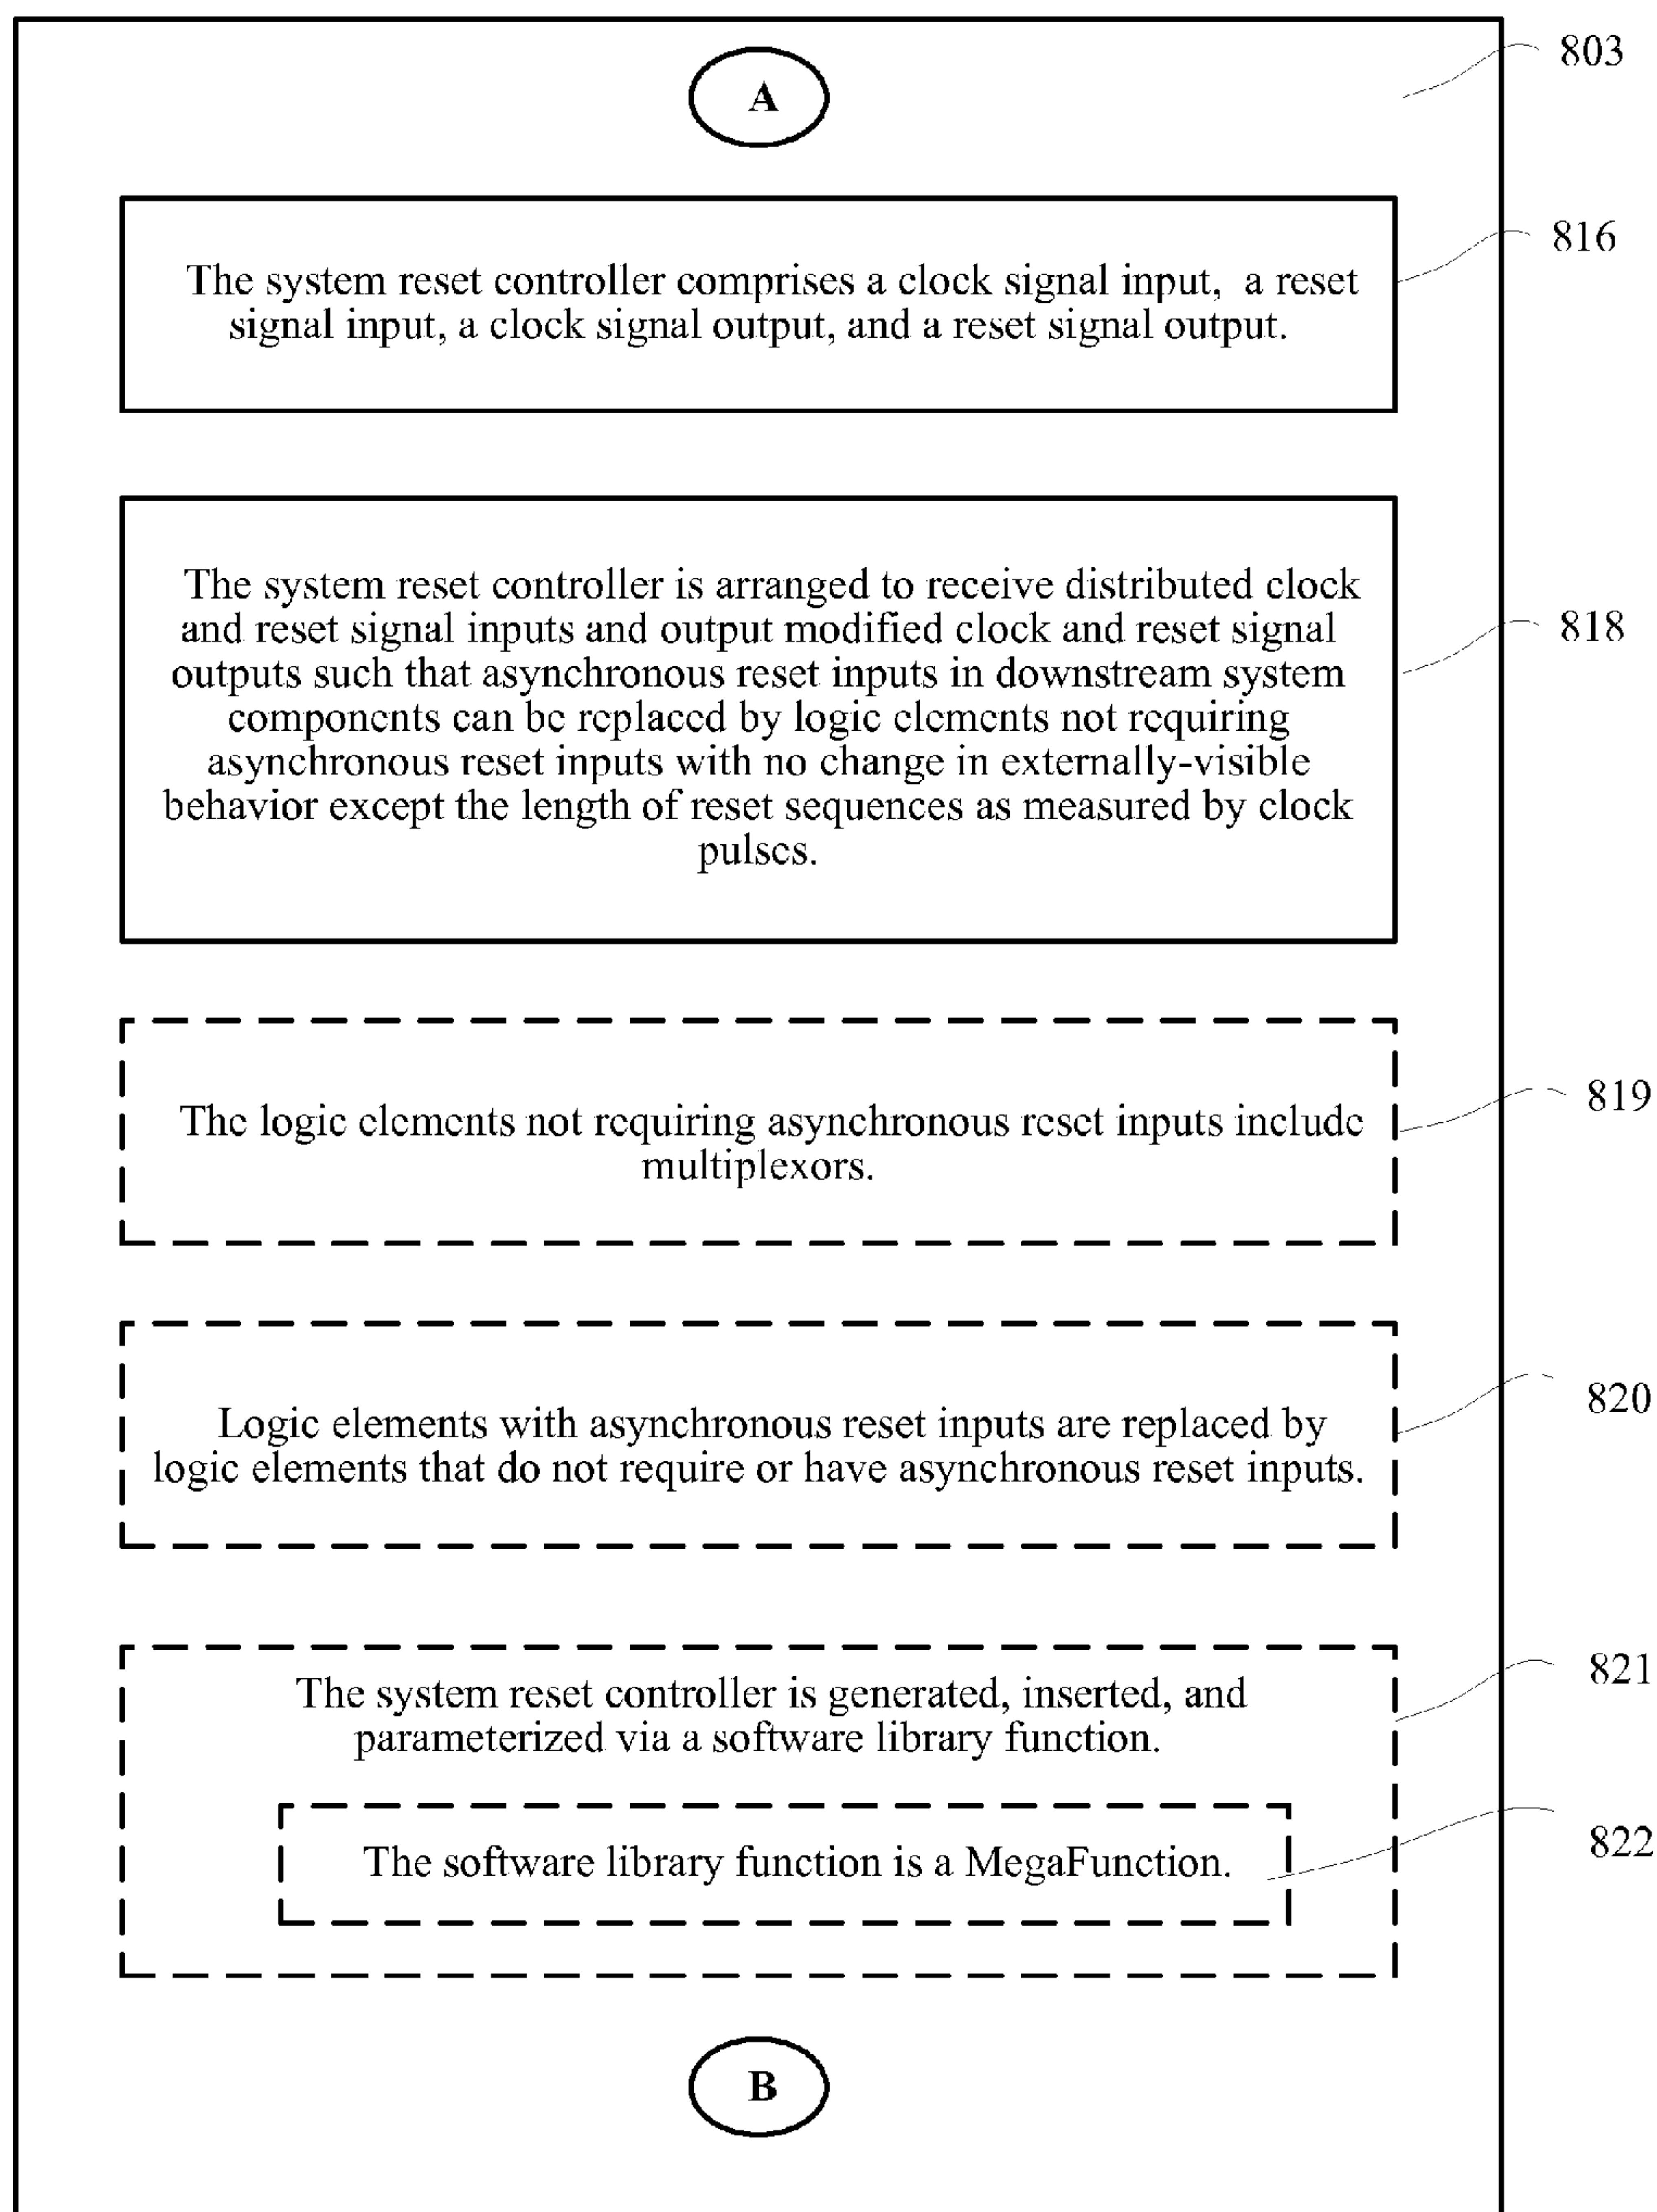 A
803
The system reset controller comprises a clock signal input, a reset
signal input, a clock signal output, and a reset signal output.
816
The system reset controller is arranged to receive distributed clock
and reset signal inputs and output modified clock and reset signal
outputs such that asynchronous reset inputs in downstream system
components can be replaced by logic elements not requiring
asynchronous reset inputs with no change in externally-visible
behavior except the length of reset sequences as measured by clock
pulses.
818
The logic elements not requiring asynchronous reset inputs include
multiplexors.
819
Logic elements with asynchronous reset inputs are replaced by
logic elements that do not require or have asynchronous reset inputs.
820
The system reset controller is generated, inserted, and
parameterized via a software library function.
821
The software library function is a MegaFunction.
822
B